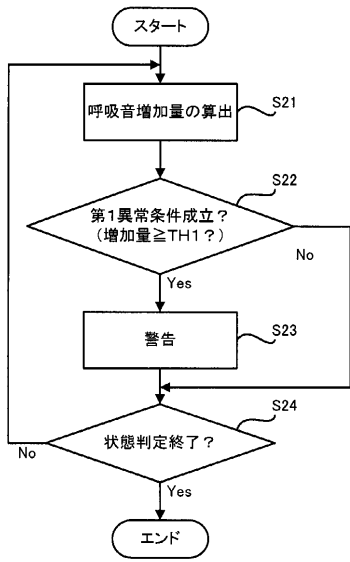 スタート
呼吸音増加量の算出
S21
S22
第1異常条件成立？
（増加量≧TH1？）
No
Yes
警告
S23
S24
状態判定終了？
No
Yes
エンド